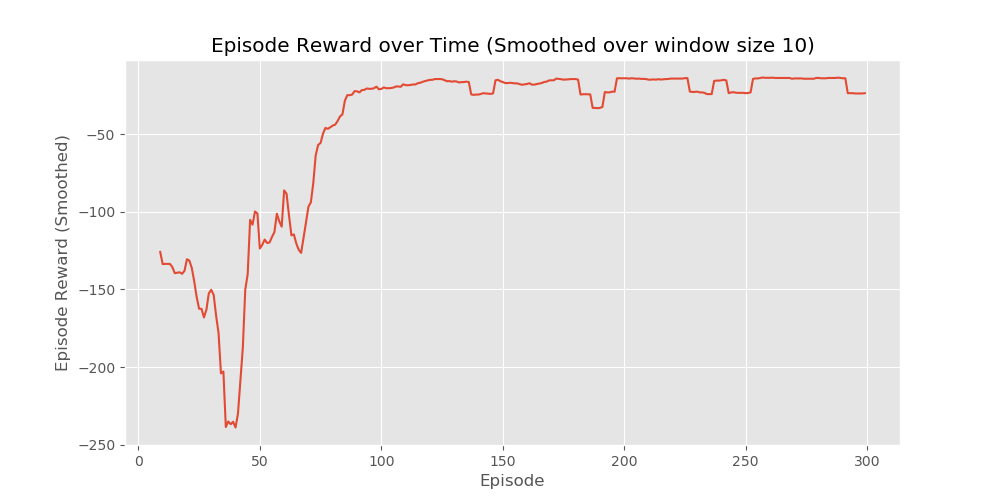 Episode Reward over Time (Smoothed over window size 10)
Episode Reward (Smoothed)
−50
−100
−150
−200
−250
0 50 100 150 200 250 300
Episode